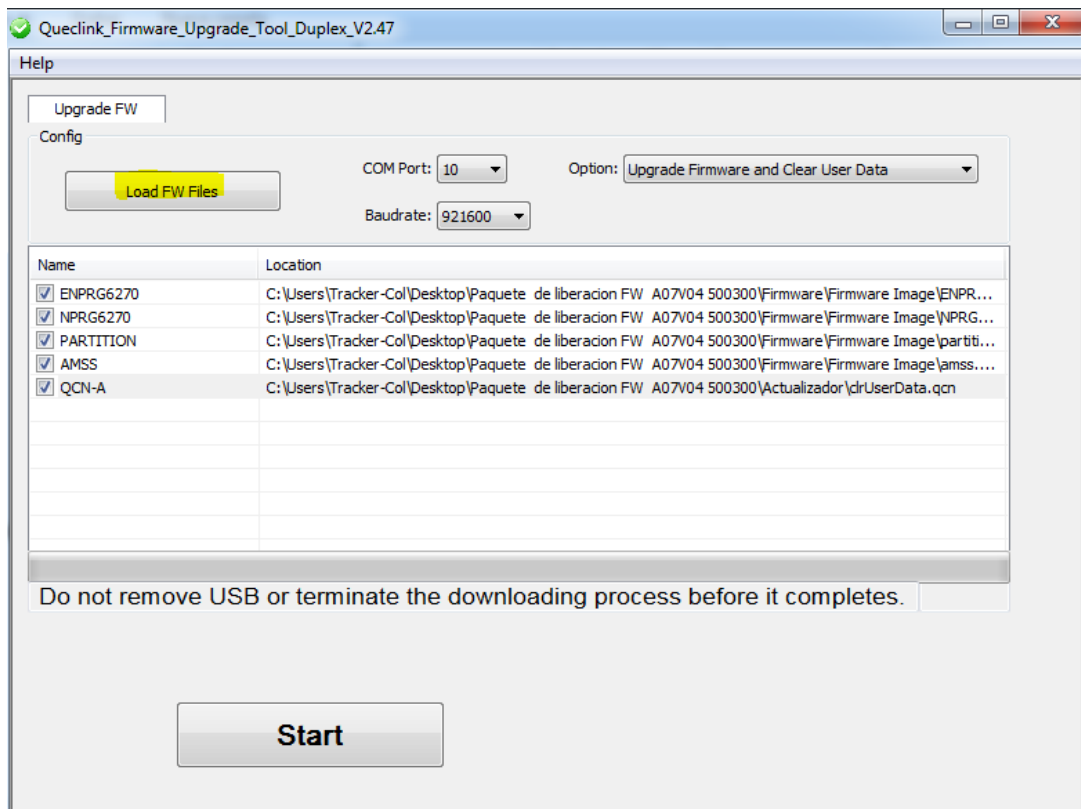 Queclink_Firmware_Upgrade_Tool_Duplex_V2.47
Help
Upgrade FW
Config
Load FW Files
COM Port: 10
Option: Upgrade Firmware and Clear User Data
Baudrate: 921600
Name Location
ENPRG6270 C:\Users\Tracker-Col\Desktop\Paquete de liberacion FW A07V04 500300\Firmware\Firmware Image\ENPR...
NPRG6270 C:\Users\Tracker-Col\Desktop\Paquete de liberacion FW A07V04 500300\Firmware\Firmware Image\NPRG...
PARTITION C:\Users\Tracker-Col\Desktop\Paquete de liberacion FW A07V04 500300\Firmware\Firmware Image\partiti...
AMSS C:\Users\Tracker-Col\Desktop\Paquete de liberacion FW A07V04 500300\Firmware\Firmware Image\amss....
QCN-A C:\Users\Tracker-Col\Desktop\Paquete de liberacion FW A07V04 500300\Actualizador\clrUserData.qcn
Do not remove USB or terminate the downloading process before it completes.
Start